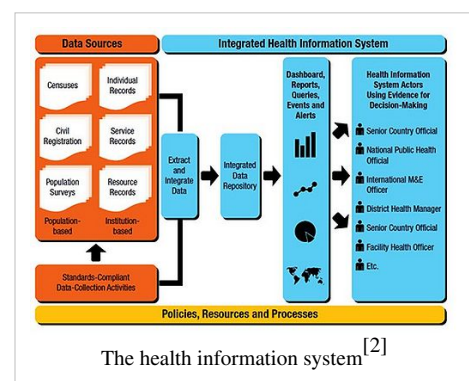 Data Sources
Integrated Health Information System
Censuses
Individual
Records
Civil
Registration
Service
Records
Population
Surveys
Resource
Records
Population-
based
Institution-
based
Standards-Compliant
Data-Collection Activities
Extract and
Integrate
Data
Integrated
Data
Repository
Dashboard,
Reports,
Queries,
Events and
Alerts
Health Information
System Actors
Using Evidence for
Decision-Making
Senior Country Official
National Public Health
Official
International M&E
Officer
District Health Manager
Senior Country Official
Facility Health Officer
Etc.
Policies, Resources and Processes
The health information system[2]